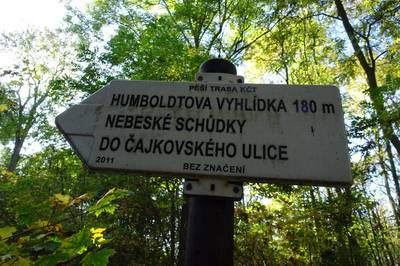 PĚŠÍ TRASA KČT
HUMBOLDTOVA VYHLÍDKA 180 m
NEBESKÉ SCHŮDKY
DO ČAJKOVSKÉHO ULICE
2011
BEZ ZNAČENÍ